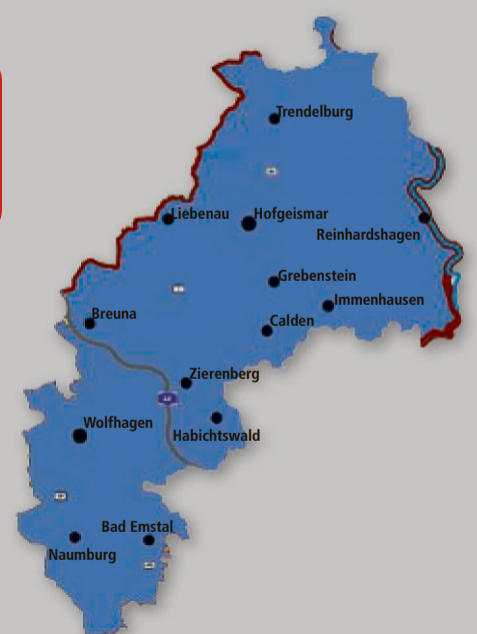 Trendelburg
Liebenau
Hofgeismar
Reinhardshagen
Grebenstein
Immenhausen
Breuna
Calden
Zierenberg
Wolfhagen
Habichtswald
Bad Emstal
Naumburg